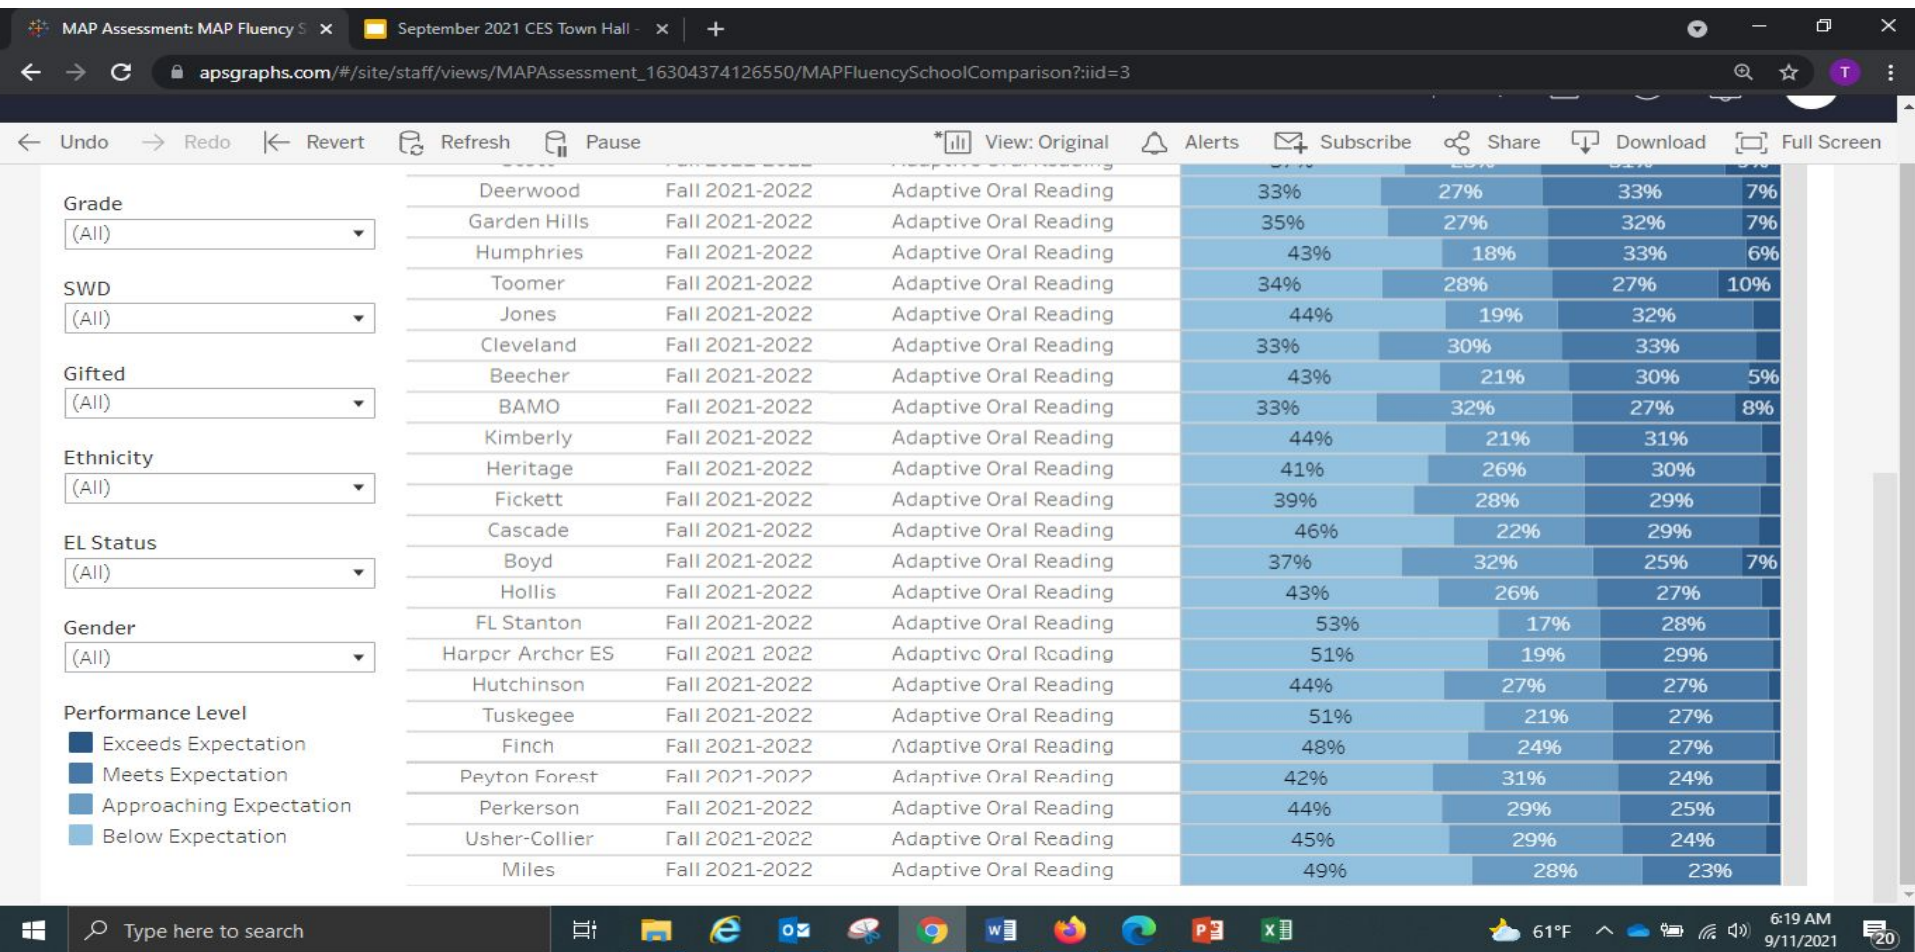 MAP Assessment: MAP Fluency S
September 2021 CES Town Hall -
apsgraphs.com/#/site/staff/views/MAPAssessment_16304374126550/MAPFluencySchoolComparison?:iid=3
T
Undo Redo Revert Refresh Pause View: Original Alerts Subscribe Share Download Full Screen
Grade
(All)
SWD
(All)
Gifted
(All)
Ethnicity
(All)
EL Status
(All)
Gender
(All)
Performance Level
Exceeds Expectation
Meets Expectation
Approaching Expectation
Below Expectation
Deerwood Fall 2021-2022 Adaptive Oral Reading 33% 27% 33% 7%
Garden Hills Fall 2021-2022 Adaptive Oral Reading 35% 27% 32% 7%
Humphries Fall 2021-2022 Adaptive Oral Reading 43% 18% 33% 6%
Toomer Fall 2021-2022 Adaptive Oral Reading 34% 28% 27% 10%
Jones Fall 2021-2022 Adaptive Oral Reading 44% 19% 32%
Cleveland Fall 2021-2022 Adaptive Oral Reading 33% 30% 33%
Beecher Fall 2021-2022 Adaptive Oral Reading 43% 21% 30% 5%
BAMO Fall 2021-2022 Adaptive Oral Reading 33% 32% 27% 8%
Kimberly Fall 2021-2022 Adaptive Oral Reading 44% 21% 31%
Heritage Fall 2021-2022 Adaptive Oral Reading 41% 26% 30%
Fickett Fall 2021-2022 Adaptive Oral Reading 39% 28% 29%
Cascade Fall 2021-2022 Adaptive Oral Reading 46% 22% 29%
Boyd Fall 2021-2022 Adaptive Oral Reading 37% 32% 25% 7%
Hollis Fall 2021-2022 Adaptive Oral Reading 43% 26% 27%
FL Stanton Fall 2021-2022 Adaptive Oral Reading 53% 17% 28%
Harper Archer ES Fall 2021 2022 Adaptive Oral Reading 51% 19% 29%
Hutchinson Fall 2021-2022 Adaptive Oral Reading 44% 27% 27%
Tuskegee Fall 2021-2022 Adaptive Oral Reading 51% 21% 27%
Finch Fall 2021-2022 Adaptive Oral Reading 48% 24% 27%
Peyton Forest Fall 2021-2022 Adaptive Oral Reading 42% 31% 24%
Perkerson Fall 2021-2022 Adaptive Oral Reading 44% 29% 25%
Usher-Collier Fall 2021-2022 Adaptive Oral Reading 45% 29% 24%
Miles Fall 2021-2022 Adaptive Oral Reading 49% 28% 23%
Type here to search
61°F
6:19 AM
9/11/2021
20